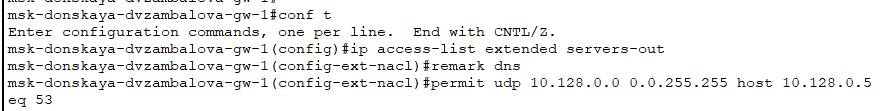 msk-donskaya-dvzambalova-gw-1#conf t
Enter configuration commands, one per line.  End with CNTL/Z.
msk-donskaya-dvzambalova-gw-1(config)#ip access-list extended servers-out
msk-donskaya-dvzambalova-gw-1(config-ext-nacl)#remark dns
msk-donskaya-dvzambalova-gw-1(config-ext-nacl)#permit udp 10.128.0.0 0.0.255.255 host 10.128.0.5
eq 53